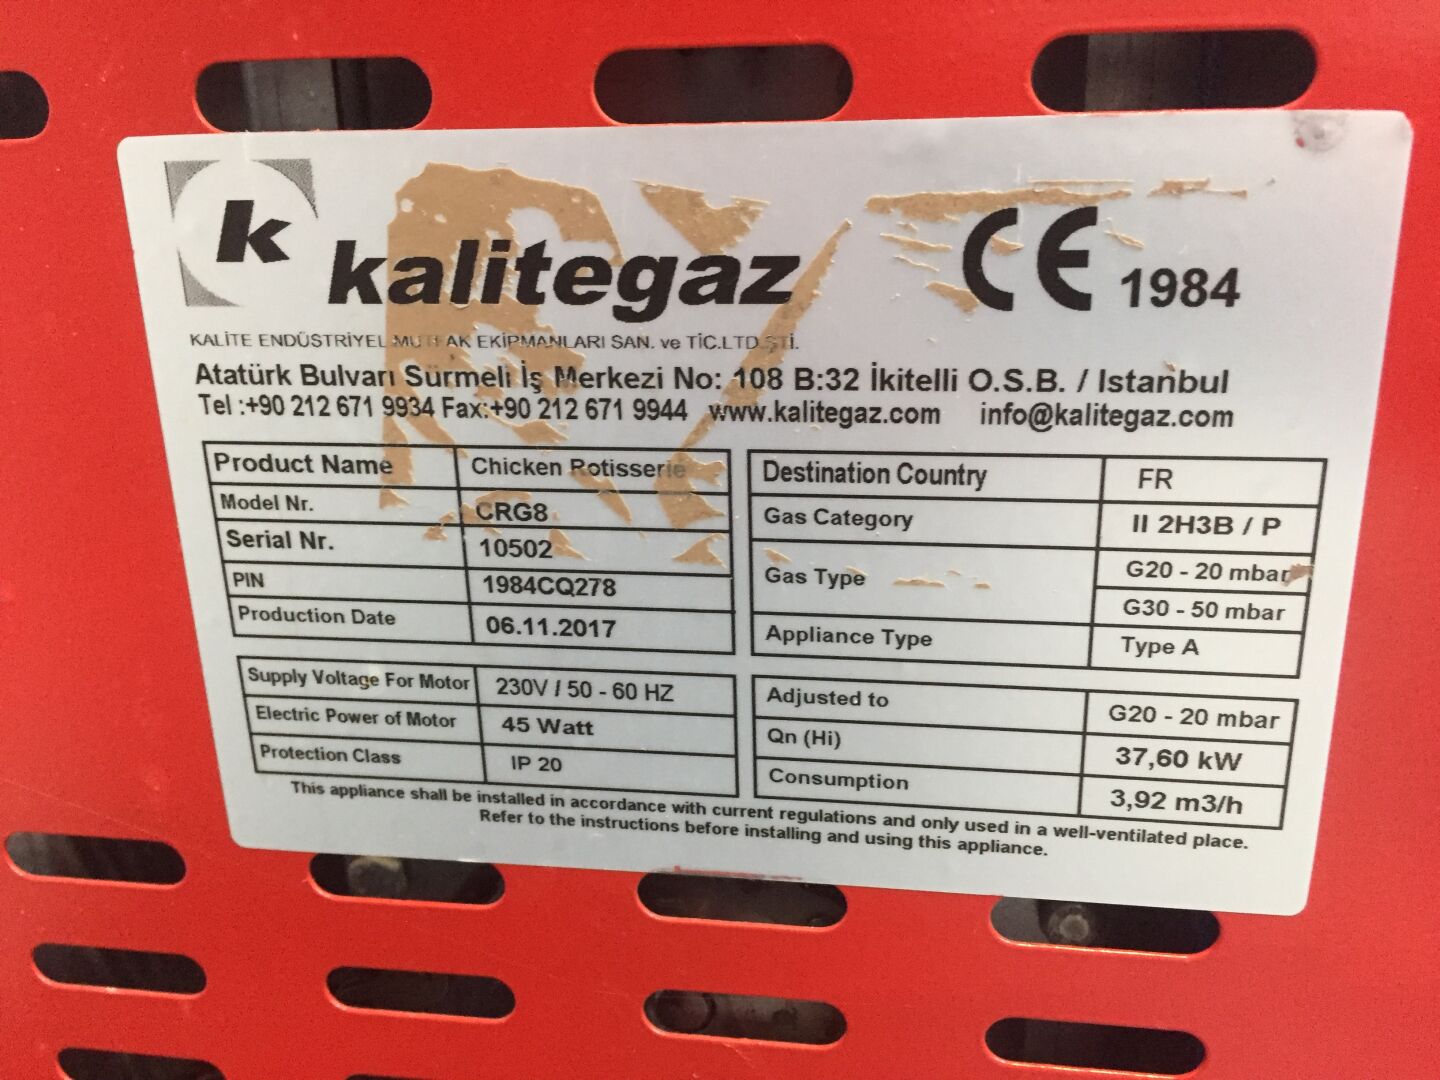 k
kalitegaz
CE 1984
KALİTE ENDÜSTRİYEL MUTFAK EKİPMANLARI SAN. ve TİC.LTD.ŞTİ.
Atatürk Bulvarı Sürmeli İş Merkezi No: 108 B:32 İkitelli O.S.B. / Istanbul
Tel :+90 212 671 9934 Fax:+90 212 671 9944 www.kalitegaz.com info@kalitegaz.com
Product Name Chicken Rotisserie
Model Nr. CRG8
Serial Nr. 10502
PIN 1984CQ278
Production Date 06.11.2017
Supply Voltage For Motor 230V / 50 - 60 HZ
Electric Power of Motor 45 Watt
Protection Class IP 20
Destination Country FR
Gas Category II 2H3B / P
Gas Type G20 - 20 mbar
G30 - 50 mbar
Appliance Type Type A
Adjusted to G20 - 20 mbar
Qn (Hi) 37,60 kW
Consumption 3,92 m3/h
This appliance shall be installed in accordance with current regulations and only used in a well-ventilated place.
Refer to the instructions before installing and using this appliance.